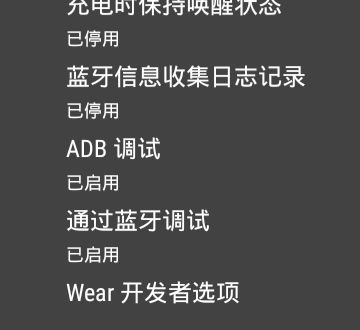 充电时保持唤醒状态
已停用
蓝牙信息收集日志记录
已停用
ADB 调试
已启用
通过蓝牙调试
已启用
Wear 开发者选项